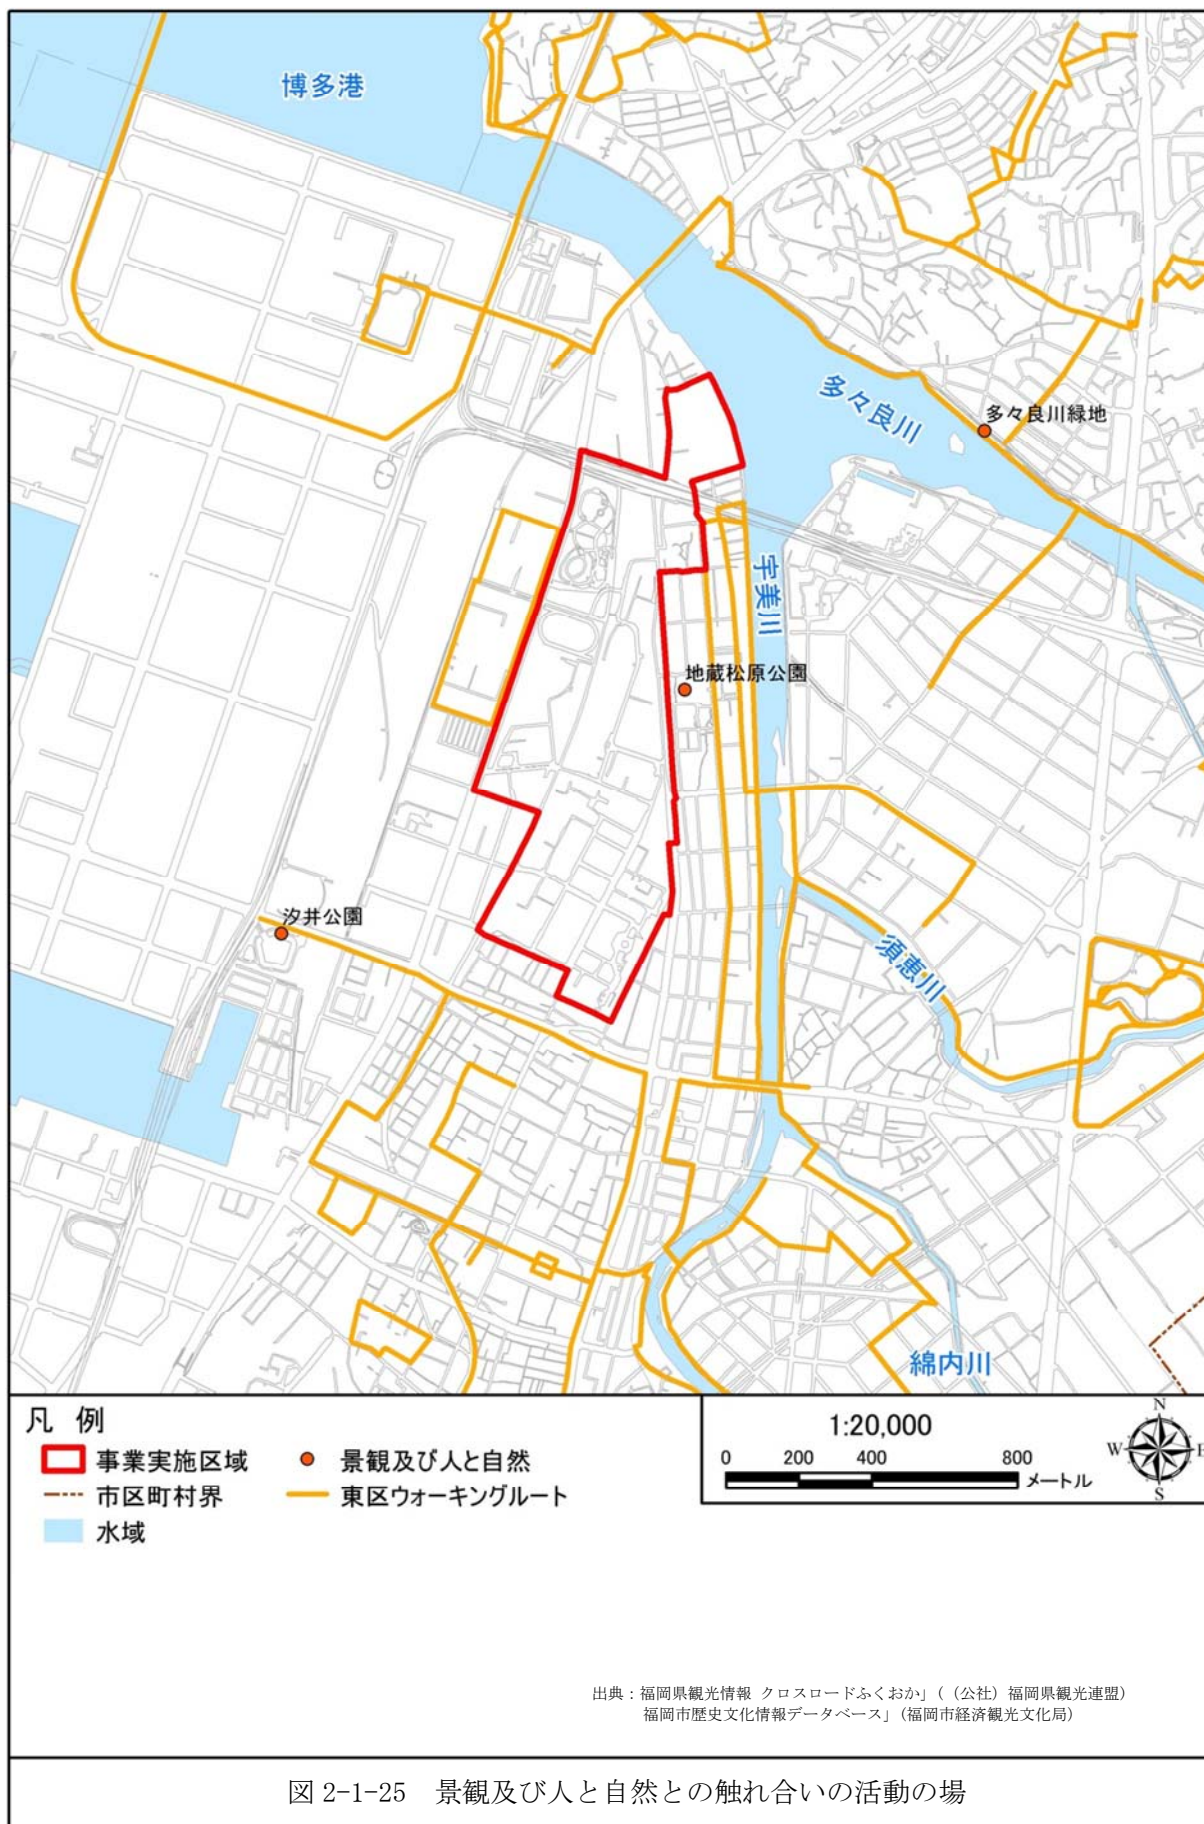 博多港
多々良川
多々良川緑地
宇美川
地蔵松原公園
汐井公園
須恵川
綿内川
凡 例
事業実施区域
景観及び人と自然
市区町村界
東区ウォーキングルート
水域
1:20,000
0 200 400 800
メートル
N
W E
S
出典：福岡県観光情報 クロスロードふくおか」（（公社）福岡県観光連盟）
福岡市歴史文化情報データベース」（福岡市経済観光文化局）
図 2-1-25 景観及び人と自然との触れ合いの活動の場